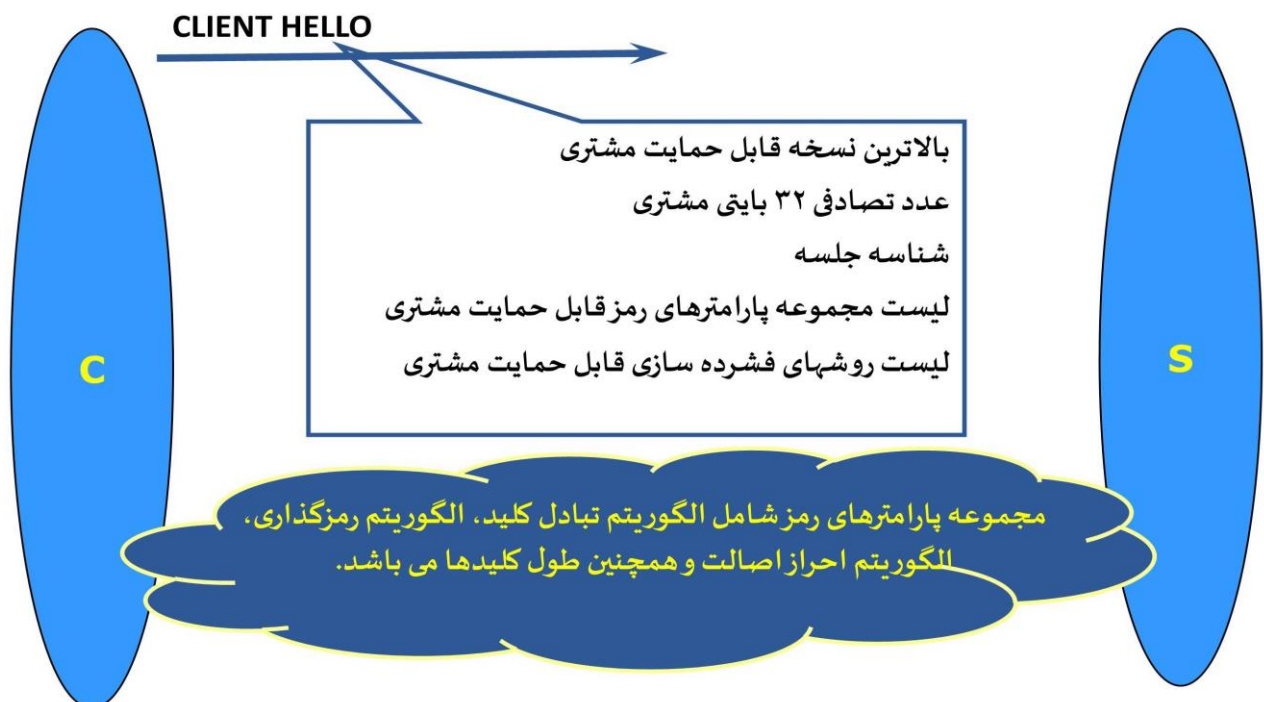 CLIENT HELLO
بالاترین نسخه قابل حمایت مشتری
عدد تصادفی ۳۲ بایتی مشتری
شناسه جلسه
لیست مجموعه پارامترهای رمز قابل حمایت مشتری
لیست روشهای فشرده سازی قابل حمایت مشتری
C
S
مجموعه پارامترهای رمز شامل الگوریتم تبادل کلید، الگوریتم رمزگذاری،
الگوریتم احراز اصالت و همچنین طول کلیدها می باشد.